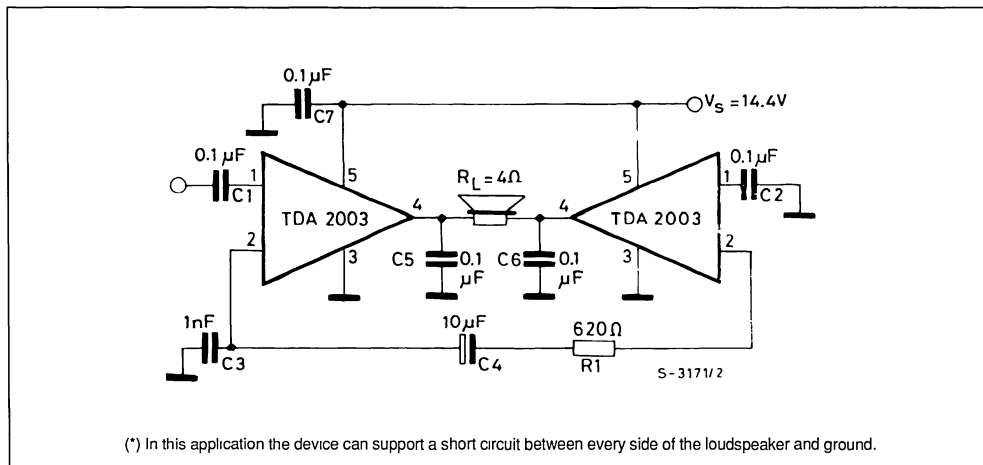 0.1µF
C7
VS =14.4V
0.1µF
C1
1
5
TDA 2003
2
3
4
RL=4Ω
4
5
TDA 2003
3
1
2
0.1µF
C2
C5
0.1
µF
C6
0.1
µF
1nF
C3
10µF
C4
620Ω
R1
S-3171/2
(*) In this application the device can support a short circuit between every side of the loudspeaker and ground.